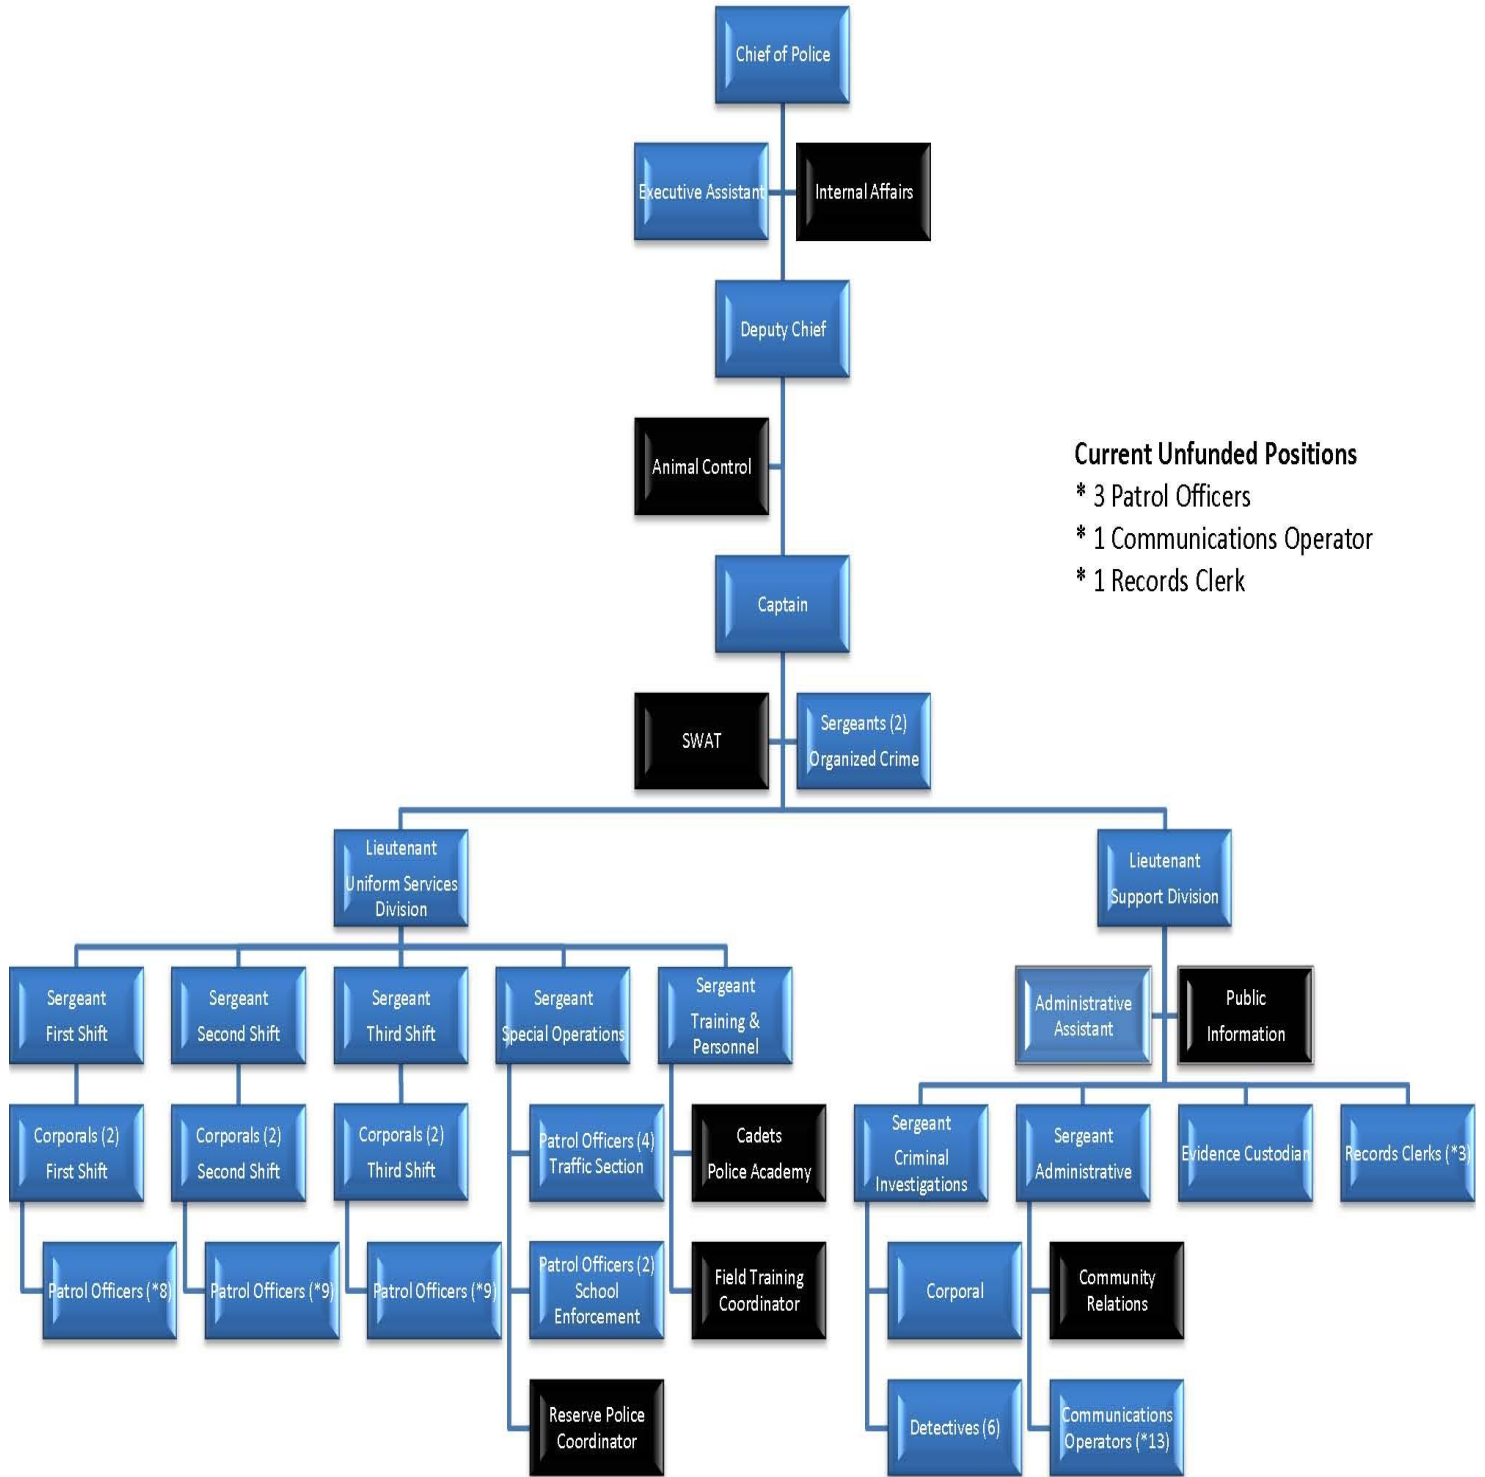 Chief of Police
Executive Assistant
Internal Affairs
Deputy Chief
Animal Control
Current Unfunded Positions
* 3 Patrol Officers
* 1 Communications Operator
* 1 Records Clerk
Captain
SWAT
Sergeants (2)
Organized Crime
Lieutenant
Uniform Services
Division
Lieutenant
Support Division
Sergeant
First Shift
Sergeant
Second Shift
Sergeant
Third Shift
Sergeant
Special Operations
Sergeant
Training &
Personnel
Administrative
Assistant
Public
Information
Corporals (2)
First Shift
Corporals (2)
Second Shift
Corporals (2)
Third Shift
Patrol Officers (4)
Traffic Section
Cadets
Police Academy
Sergeant
Criminal
Investigations
Sergeant
Administrative
Evidence Custodian
Records Clerks (*3)
Patrol Officers (*8)
Patrol Officers (*9)
Patrol Officers (*9)
Patrol Officers (2)
School
Enforcement
Field Training
Coordinator
Corporal
Community
Relations
Reserve Police
Coordinator
Detectives (6)
Communications
Operators (*13)